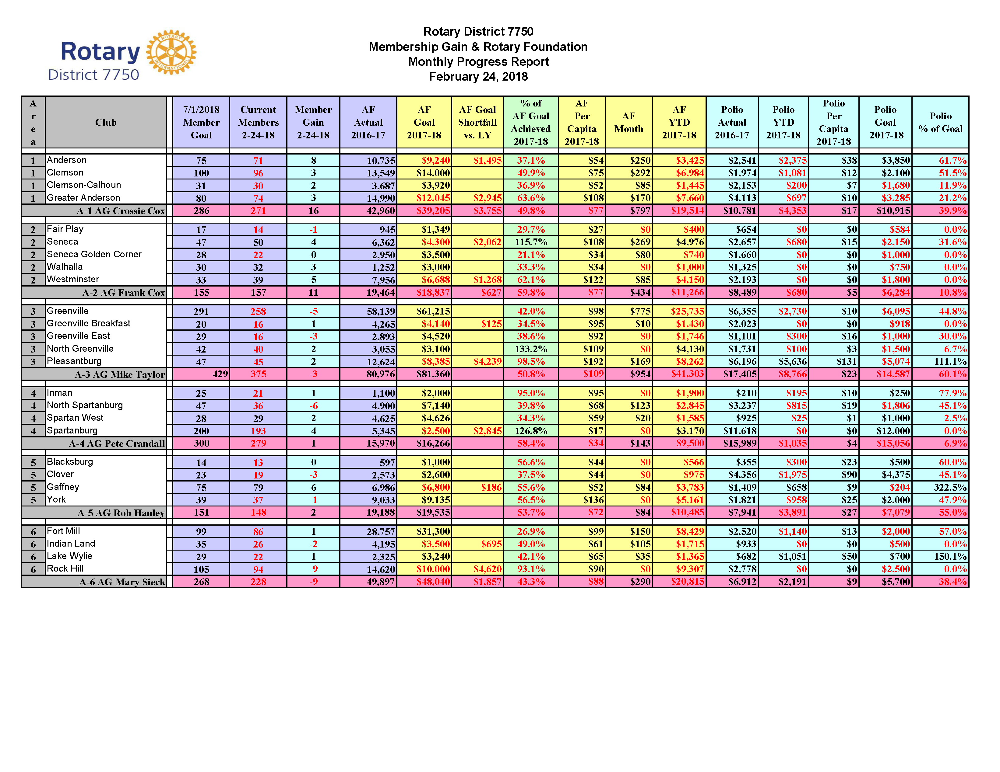 Rotary
District 7750
ROTARY
INTERNATIONAL
Rotary District 7750
Membership Gain & Rotary Foundation
Monthly Progress Report
February 24, 2018
Area Club 7/1/2018 Member Goal Current Members 2-24-18 Member Gain 2-24-18 AF Actual 2016-17 AF Goal 2017-18 AF Goal Shortfall vs. LY % of AF Goal Achieved 2017-18 AF Per Capita 2017-18 AF Month AF YTD 2017-18 Polio Actual 2016-17 Polio YTD 2017-18 Polio Per Capita 2017-18 Polio Goal 2017-18 Polio % of Goal
1 Anderson 75 71 8 10,735 $9,240 $1,495 37.1% $54 $250 $3,425 $2,541 $2,375 $38 $3,850 61.7%
1 Clemson 100 96 3 13,549 $14,000 49.9% $75 $292 $6,984 $1,974 $1,081 $12 $2,100 51.5%
1 Clemson-Calhoun 31 30 2 3,687 $3,920 36.9% $52 $85 $1,445 $2,153 $200 $7 $1,680 11.9%
1 Greater Anderson 80 74 3 14,990 $12,045 $2,945 63.6% $108 $170 $7,660 $4,113 $697 $10 $3,285 21.2%
A-1 AG Crossie Cox 286 271 16 42,960 $39,205 $3,755 49.8% $77 $797 $19,514 $10,781 $4,353 $17 $10,915 39.9%
2 Fair Play 17 14 -1 945 $1,349 29.7% $27 $0 $400 $654 $0 $0 $584 0.0%
2 Seneca 47 50 4 6,362 $4,300 $2,062 115.7% $108 $269 $4,976 $2,657 $680 $15 $2,150 31.6%
2 Seneca Golden Corner 28 22 0 2,950 $3,500 21.1% $34 $80 $740 $1,660 $0 $0 $1,000 0.0%
2 Walhalla 30 32 3 1,252 $3,000 33.3% $34 $0 $1,000 $1,325 $0 $0 $750 0.0%
2 Westminster 33 39 5 7,956 $6,688 $1,268 62.1% $122 $85 $4,150 $2,193 $0 $0 $1,800 0.0%
A-2 AG Frank Cox 155 157 11 19,464 $18,837 $627 59.8% $77 $434 $11,266 $8,489 $680 $5 $6,284 10.8%
3 Greenville 291 258 -5 58,139 $61,215 42.0% $98 $775 $25,735 $6,355 $2,730 $10 $6,095 44.8%
3 Greenville Breakfast 20 16 1 4,265 $4,140 $125 34.5% $95 $10 $1,430 $2,023 $0 $0 $918 0.0%
3 Greenville East 29 16 -3 2,893 $4,520 38.6% $92 $0 $1,746 $1,101 $300 $16 $1,000 30.0%
3 North Greenville 42 40 2 3,055 $3,100 133.2% $109 $0 $4,130 $1,731 $100 $3 $1,500 6.7%
3 Pleasantburg 47 45 2 12,624 $8,385 $4,239 98.5% $192 $169 $8,262 $6,196 $5,636 $131 $5,074 111.1%
A-3 AG Mike Taylor 429 375 -3 80,976 $81,360 50.8% $109 $954 $41,303 $17,405 $8,766 $23 $14,587 60.1%
4 Inman 25 21 1 1,100 $2,000 95.0% $95 $0 $1,900 $210 $195 $10 $250 77.9%
4 North Spartanburg 47 36 -6 4,900 $7,140 39.8% $68 $123 $2,845 $3,237 $815 $19 $1,806 45.1%
4 Spartan West 28 29 2 4,625 $4,626 34.3% $59 $20 $1,585 $925 $25 $1 $1,000 2.5%
4 Spartanburg 200 193 4 5,345 $2,500 $2,845 126.8% $17 $0 $3,170 $11,618 $0 $0 $12,000 0.0%
A-4 AG Pete Crandall 300 279 1 15,970 $16,266 58.4% $34 $143 $9,500 $15,989 $1,035 $4 $15,056 6.9%
5 Blacksburg 14 13 0 597 $1,000 56.6% $44 $0 $566 $355 $300 $23 $500 60.0%
5 Clover 23 19 -3 2,573 $2,600 37.5% $44 $0 $975 $4,356 $1,975 $90 $4,375 45.1%
5 Gaffney 75 79 6 6,986 $6,800 $186 55.6% $52 $84 $3,783 $1,409 $658 $9 $204 322.5%
5 York 39 37 -1 9,033 $9,135 56.5% $136 $0 $5,161 $1,821 $958 $25 $2,000 47.9%
A-5 AG Rob Hanley 151 148 2 19,188 $19,535 53.7% $72 $84 $10,485 $7,941 $3,891 $27 $7,079 55.0%
6 Fort Mill 99 86 1 28,757 $31,300 26.9% $99 $150 $8,429 $2,520 $1,140 $13 $2,000 57.0%
6 Indian Land 35 26 -2 4,195 $3,500 $695 49.0% $61 $105 $1,715 $933 $0 $0 $500 0.0%
6 Lake Wylie 29 22 1 2,325 $3,240 42.1% $65 $35 $1,365 $682 $1,051 $50 $700 150.1%
6 Rock Hill 105 94 -9 14,620 $10,000 $4,620 93.1% $90 $0 $9,307 $2,778 $0 $0 $2,500 0.0%
A-6 AG Mary Sieck 268 228 -9 49,897 $48,040 $1,857 43.3% $88 $290 $20,815 $6,912 $2,191 $9 $5,700 38.4%